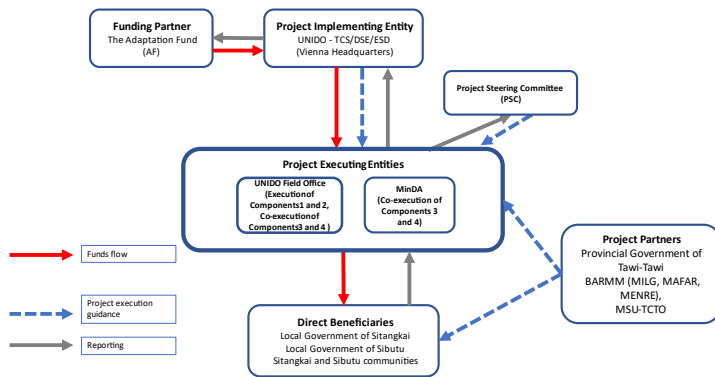 Funding Partner
The Adaptation Fund
(AF)
Project Implementing Entity
UNIDO - TCS/DSE/ESD
(Vienna Headquarters)
Project Steering Committee
(PSC)
Project Executing Entities
UNIDO Field Office
(Executionof
Components1 and 2,
Co-executionof
Components3 and 4 )
MinDA
(Co-execution of
Components 3
and 4)
Project Partners
Provincial Government of
Tawi-Tawi
BARMM (MILG, MAFAR,
MENRE),
MSU-TCTO
Direct Beneficiaries
Local Government of Sitangkai
Local Government of Sibutu
Sitangkai and Sibutu communities
Funds flow
Project execution
guidance
Reporting